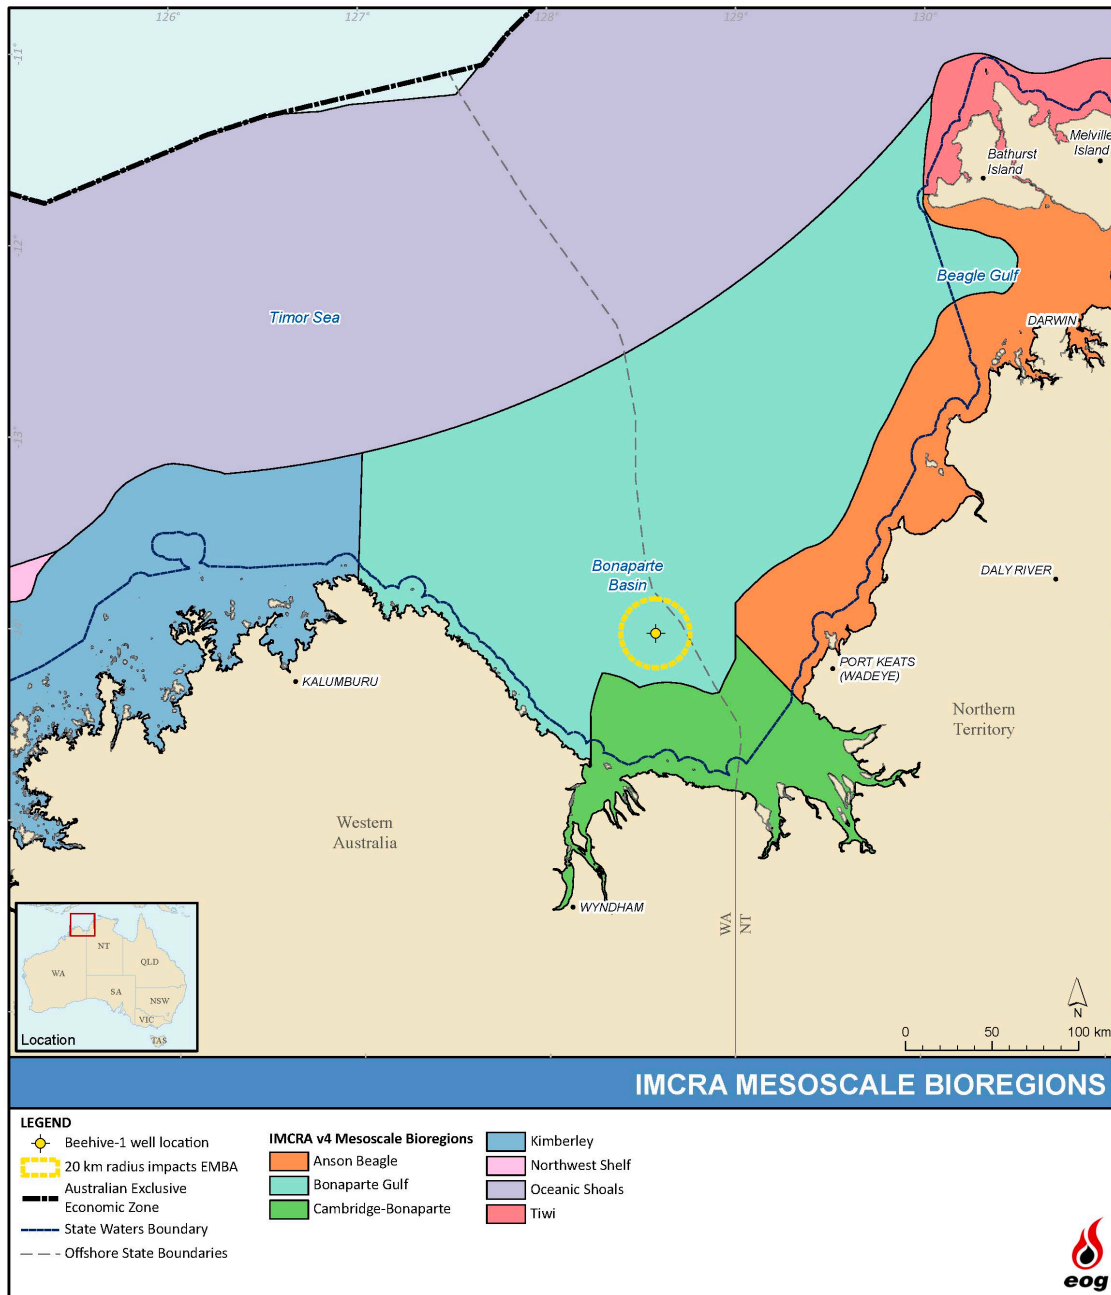 126°
127°
128°
129°
130°
-11°
-12°
-13°
Bathurst
Island
Melville
Island
Beagle Gulf
Timor Sea
DARWIN
Bonaparte
Basin
DALY RIVER
KALUMBURU
PORT KEATS
(WADEYE)
Northern
Territory
Western
Australia
WYNDHAM
WA
NT
WA
NT
QLD
SA
NSW
VIC
TAS
Location
N
0 50 100 km
IMCRA MESOSCALE BIOREGIONS
LEGEND
Beehive-1 well location
20 km radius impacts EMBA
Australian Exclusive
Economic Zone
State Waters Boundary
Offshore State Boundaries
IMCRA v4 Mesoscale Bioregions
Anson Beagle
Bonaparte Gulf
Cambridge-Bonaparte
Kimberley
Northwest Shelf
Oceanic Shoals
Tiwi
eog